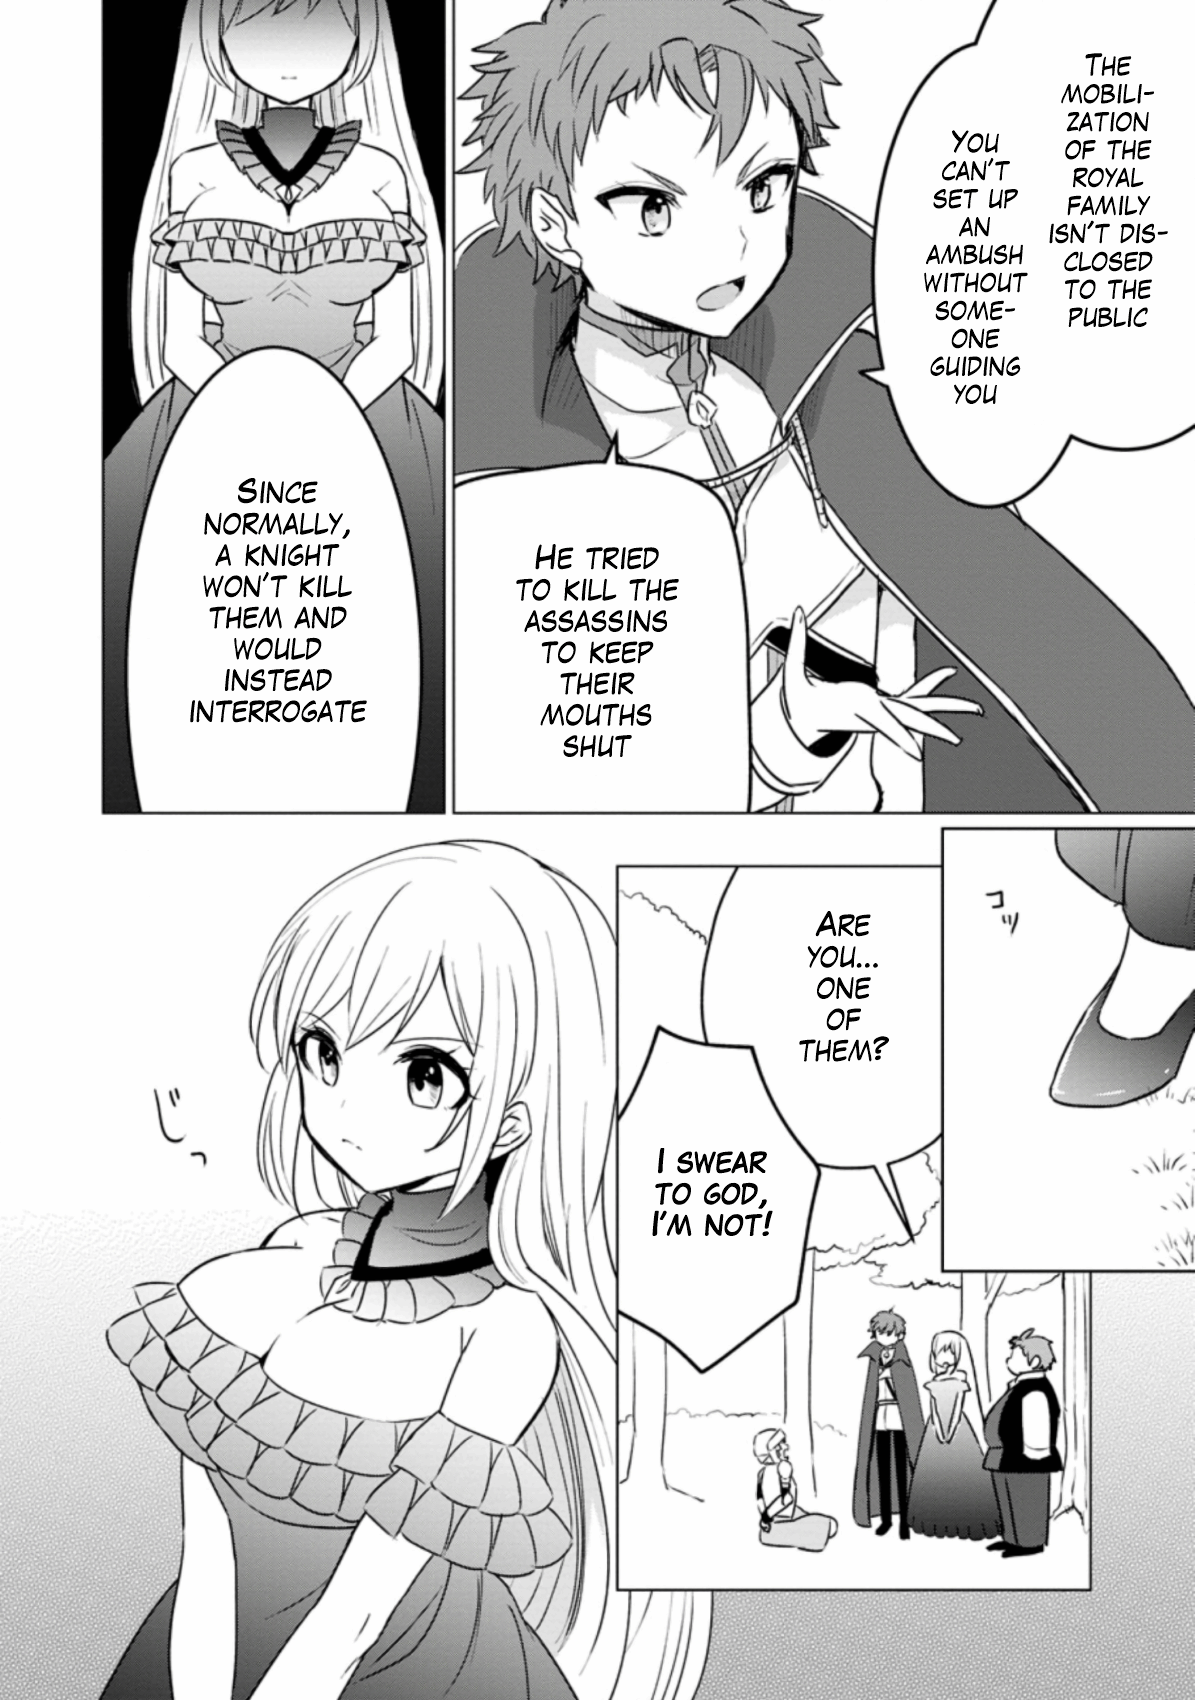 THE
MOBILI-
ZATION
OF THE
ROYAL
FAMILY
ISN'T DIS-
CLOSED
TO THE
PUBLIC
YOU
CAN'T
SET UP
AN
AMBUSH
WITHOUT
SOME-
ONE
GUIDING
YOU
HE TRIED
TO KILL THE
ASSASSINS
TO KEEP
THEIR
MOUTHS
SHUT
SINCE
NORMALLY,
A KNIGHT
WON'T KILL
THEM AND
WOULD
INSTEAD
INTERROGATE
コッ
ARE
YOU...
ONE
OF
THEM?
I SWEAR
TO GOD,
I'M NOT!
じっ